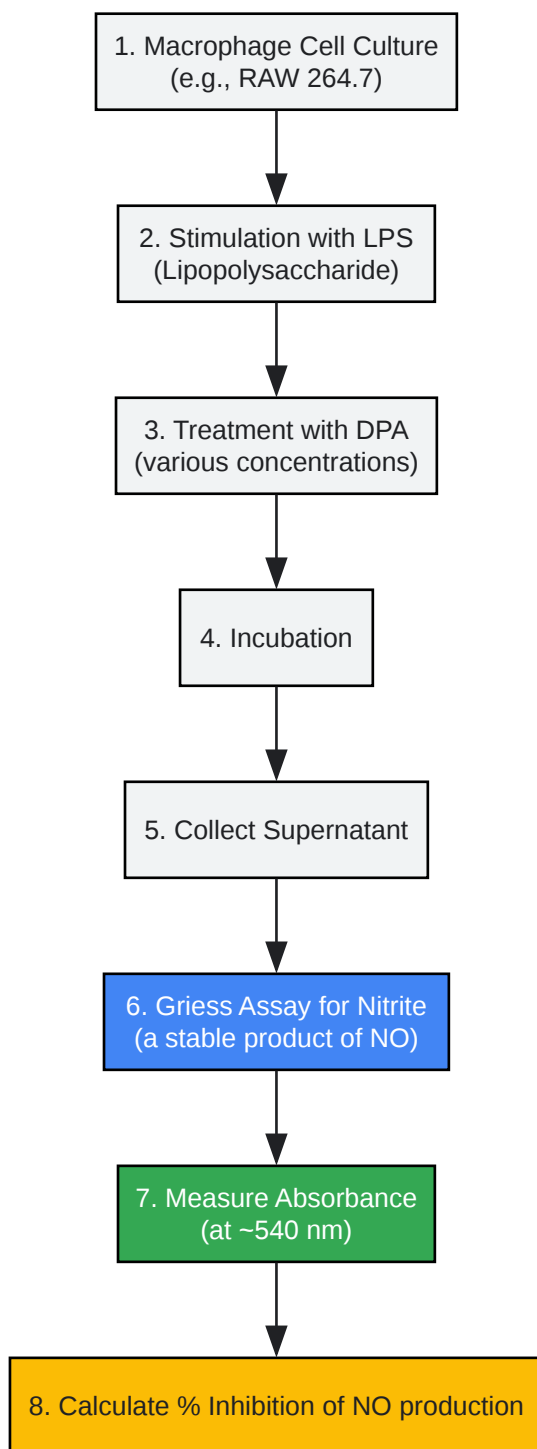 1. Macrophage Cell Culture
(e.g., RAW 264.7)
2. Stimulation with LPS
(Lipopolysaccharide)
3. Treatment with DPA
(various concentrations)
4. Incubation
5. Collect Supernatant
6. Griess Assay for Nitrite
(a stable product of NO)
7. Measure Absorbance
(at ~540 nm)
8. Calculate % Inhibition of NO production